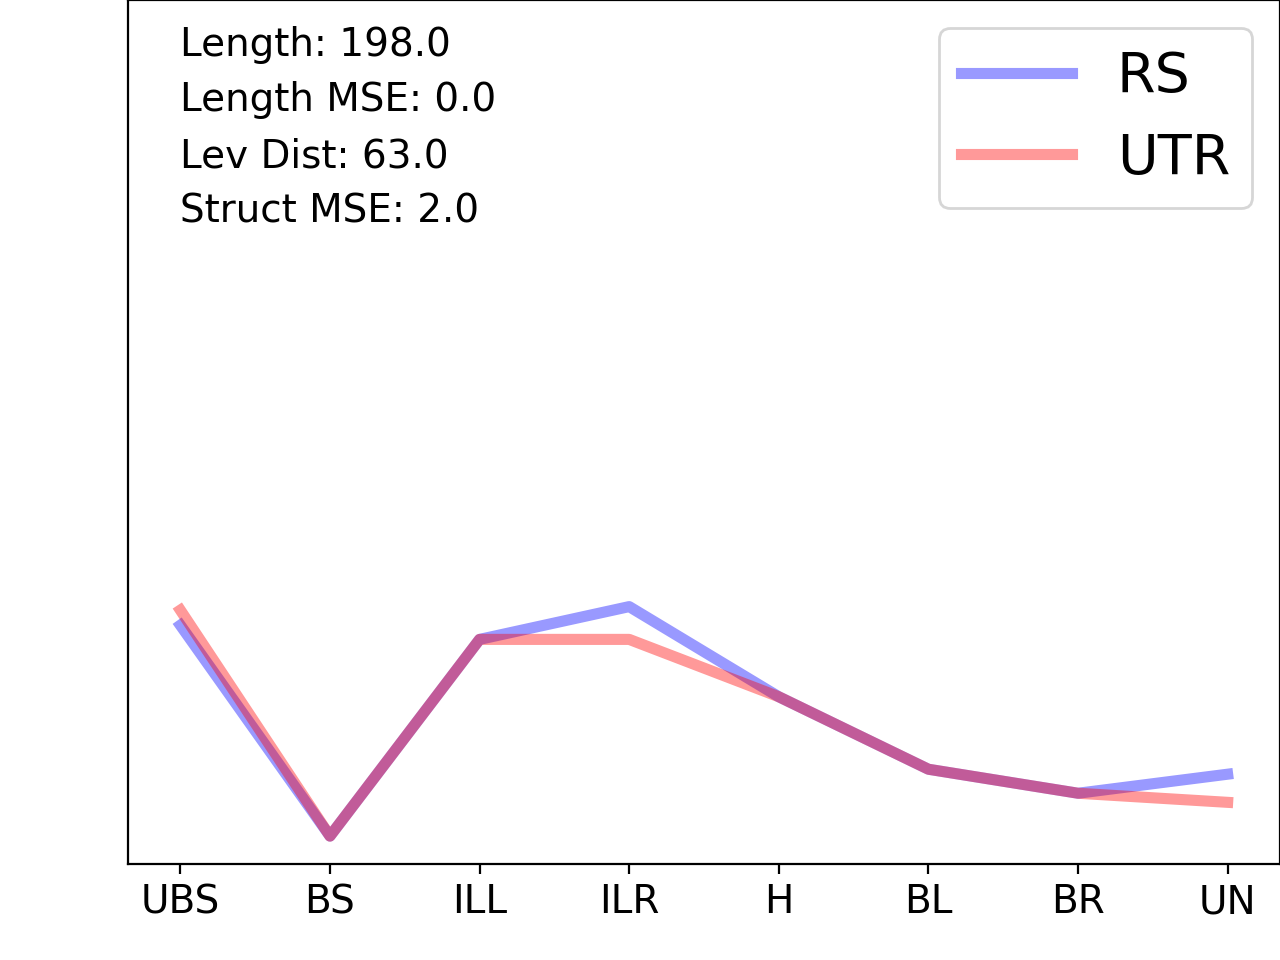 Length: 198.0
Length MSE: 0.0
Lev Dist: 63.0
Struct MSE: 2.0
RS
UTR
UBS BS ILL ILR H BL BR UN